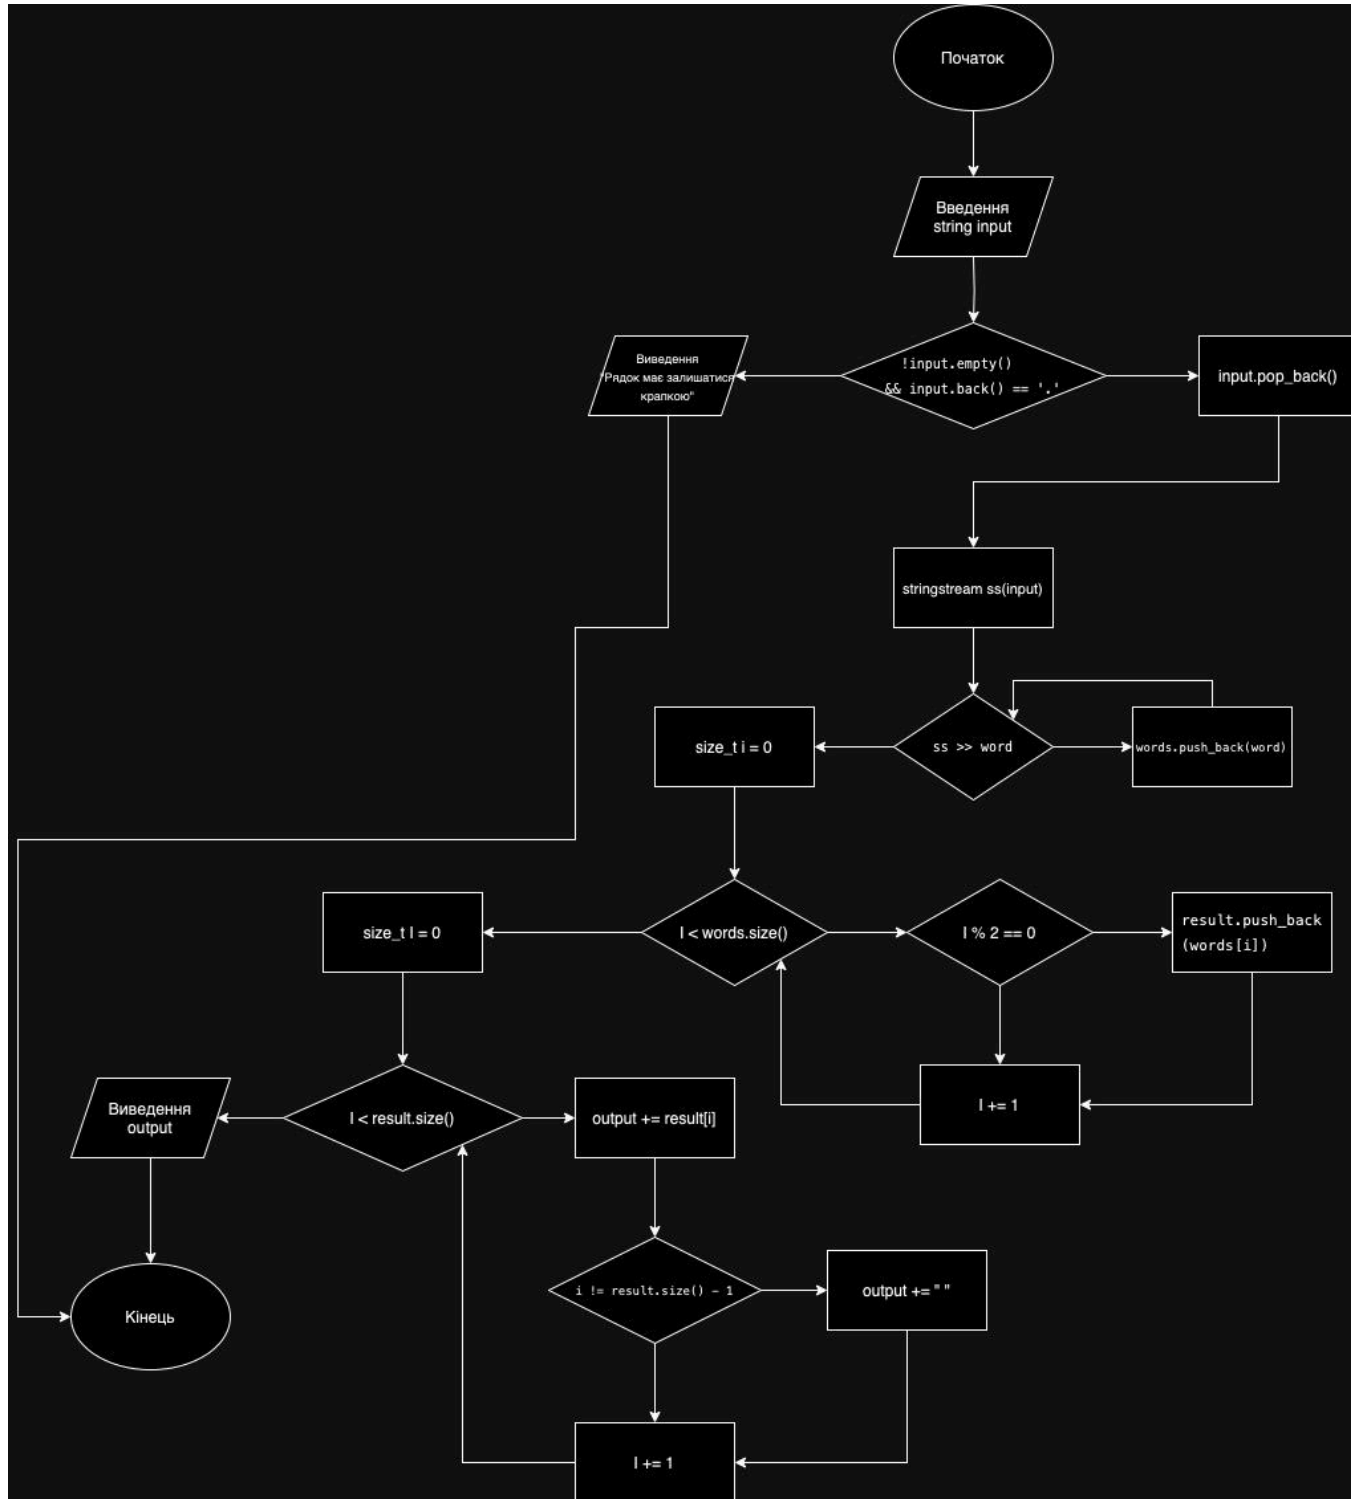 Початок
Введення
string input
!input.empty()
&& input.back() == '.'
Виведення
"Рядок має залишатися
крапкою"
input.pop_back()
stringstream ss(input)
ss >> word
words.push_back(word)
size_t i = 0
I < words.size()
I % 2 == 0
result.push_back
(words[i])
I += 1
size_t I = 0
I < result.size()
output += result[i]
Виведення
output
i != result.size() - 1
output += " "
I += 1
Кінець